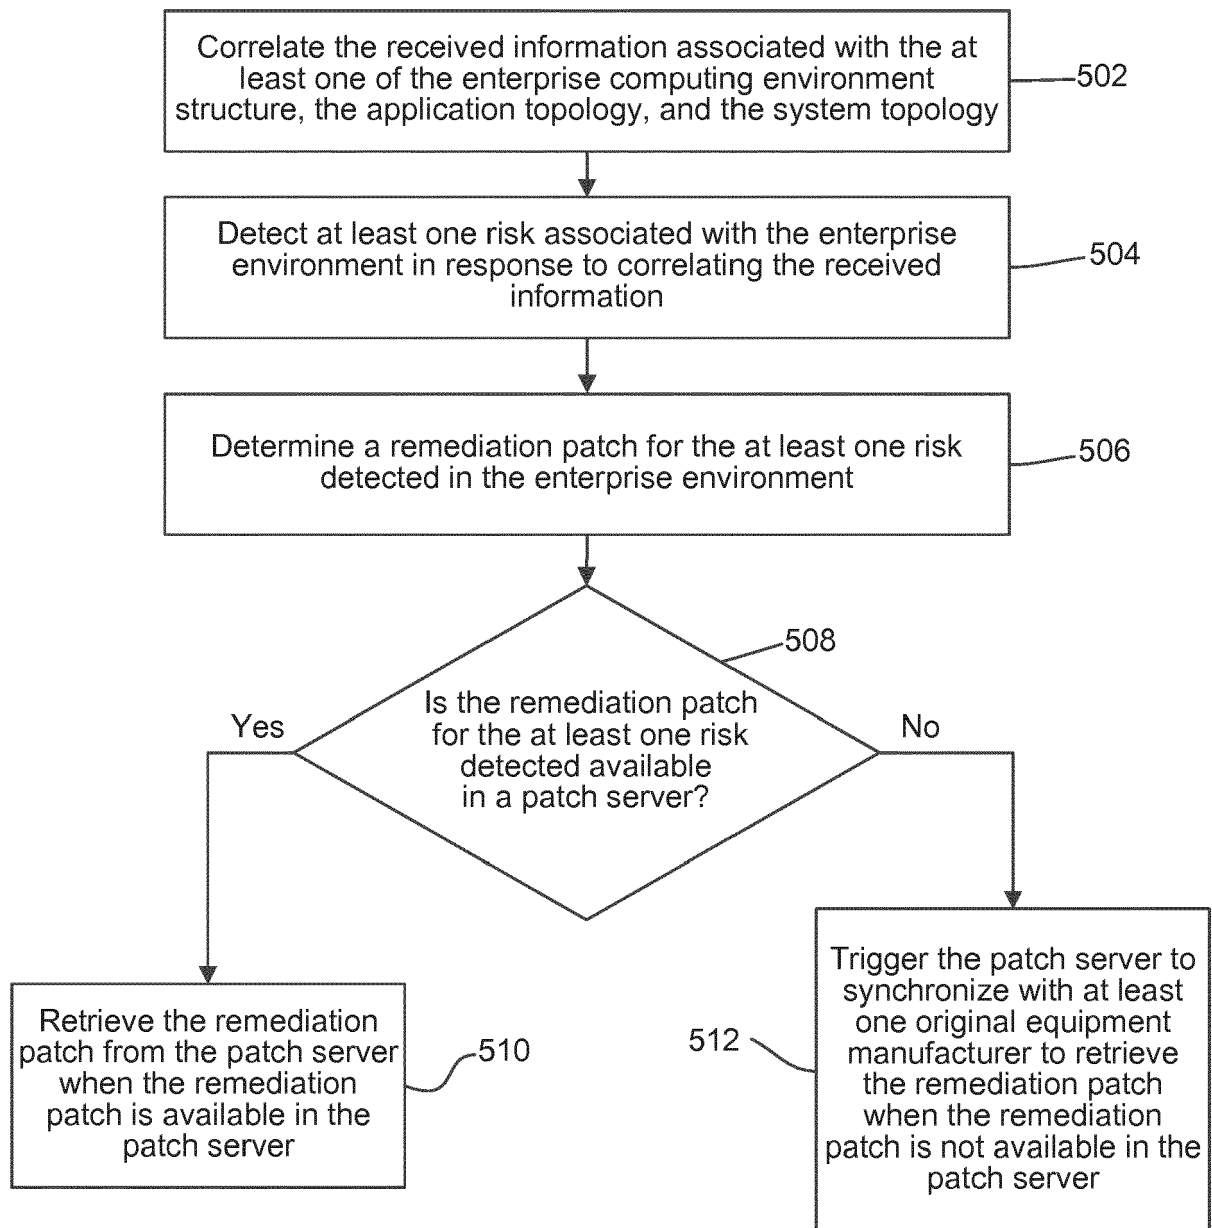 Correlate the received information associated with the at
least one of the enterprise computing environment
structure, the application topology, and the system topology
502
Detect at least one risk associated with the enterprise
environment in response to correlating the received
information
504
Determine a remediation patch for the at least one risk
detected in the enterprise environment
506
508
Is the remediation patch
for the at least one risk
detected available
in a patch server?
Yes
No
Retrieve the remediation
patch from the patch server
when the remediation
patch is available in the
patch server
510
512
Trigger the patch server to
synchronize with at least
one original equipment
manufacturer to retrieve
the remediation patch
when the remediation
patch is not available in the
patch server